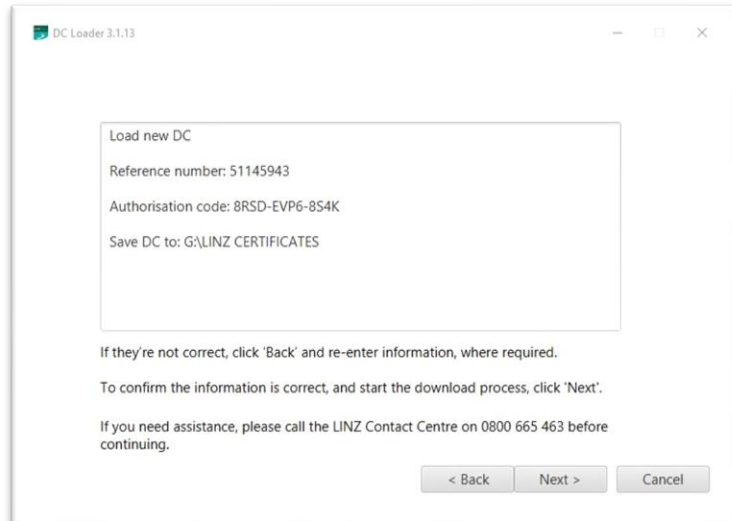 DC Loader 3.1.13
Load new DC
Reference number: 51145943
Authorisation code: 8RSD-EVP6-8S4K
Save DC to: G:\LINZ CERTIFICATES
If they're not correct, click 'Back' and re-enter information, where required.
To confirm the information is correct, and start the download process, click 'Next'.
If you need assistance, please call the LINZ Contact Centre on 0800 665 463 before
continuing.
< Back Next > Cancel